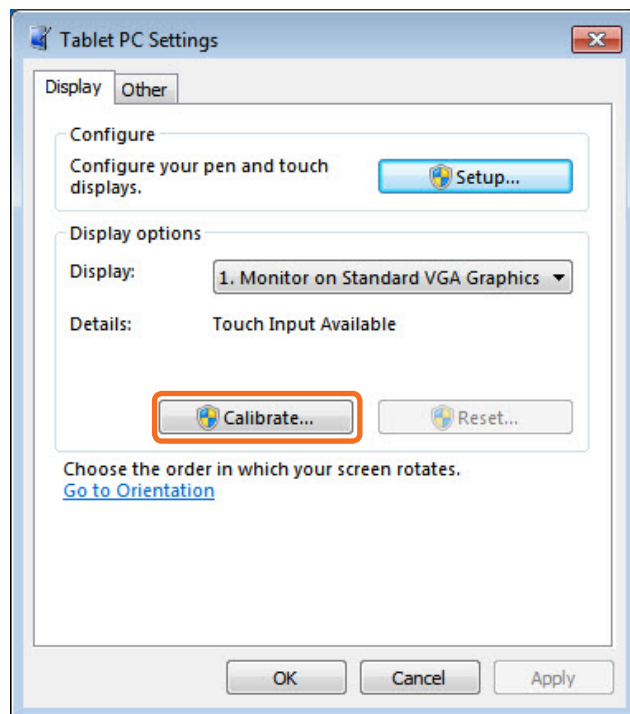 Tablet PC Settings
Display
Other
Configure
Configure your pen and touch
displays.
Setup...
Display options
Display:
1. Monitor on Standard VGA Graphics
Details:
Touch Input Available
Calibrate...
Reset...
Choose the order in which your screen rotates.
Go to Orientation
OK
Cancel
Apply